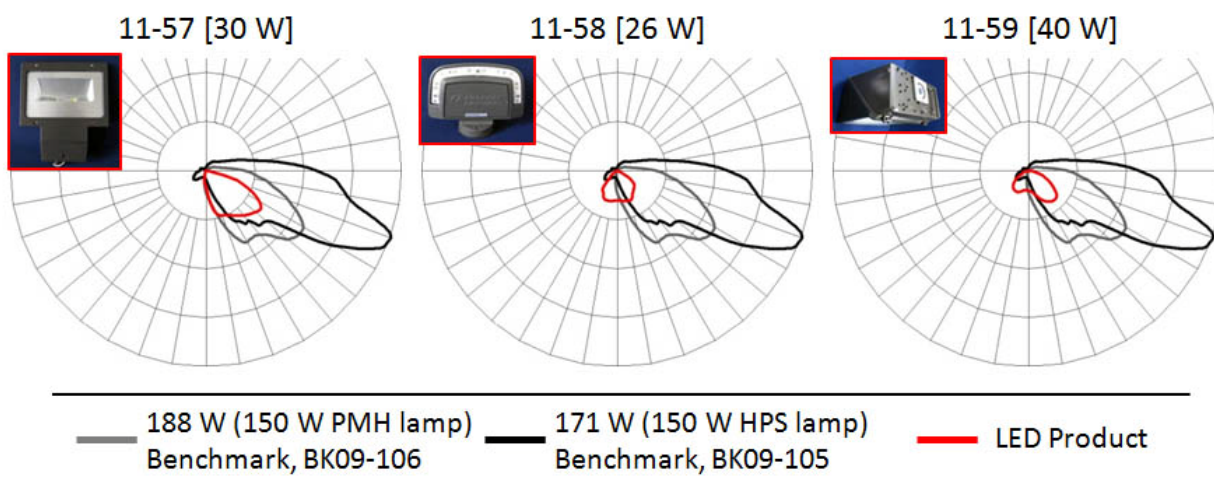 11-57 [30 W]
11-58 [26 W]
11-59 [40 W]
188 W (150 W PMH lamp)
Benchmark, BK09-106
171 W (150 W HPS lamp)
Benchmark, BK09-105
LED Product